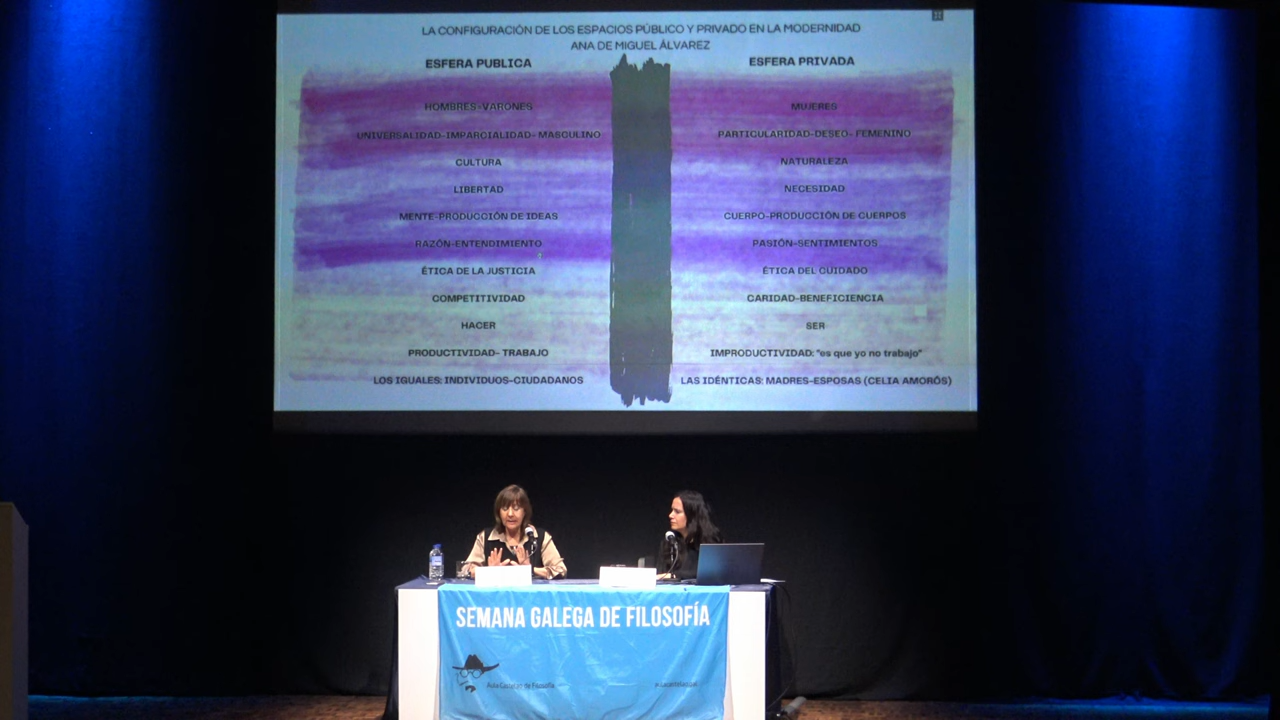 LA CONFIGURACIÓN DE LOS ESPACIOS PÚBLICO Y PRIVADO EN LA MODERNIDAD
ANA DE MIGUEL ÁLVAREZ
ESFERA PUBLICA
ESFERA PRIVADA
HOMBRES-VARONES
MUJERES
UNIVERSALIDAD-IMPARCIALIDAD- MASCULINO
PARTICULARIDAD-DESEO- FEMENINO
CULTURA
NATURALEZA
LIBERTAD
NECESIDAD
MENTE-PRODUCCIÓN DE IDEAS
CUERPO-PRODUCCIÓN DE CUERPOS
RAZÓN-ENTENDIMIENTO
PASIÓN-SENTIMIENTOS
ÉTICA DE LA JUSTICIA
ÉTICA DEL CUIDADO
COMPETITIVIDAD
CARIDAD-BENEFICIENCIA
HACER
SER
PRODUCTIVIDAD- TRABAJO
IMPRODUCTIVIDAD: "es que yo no trabajo"
LOS IGUALES: INDIVIDUOS-CIUDADANOS
LAS IDÉNTICAS: MADRES-ESPOSAS (CELIA AMORÓS)
SEMANA GALEGA DE FILOSOFÍA
Aula Castelao de Filosofía